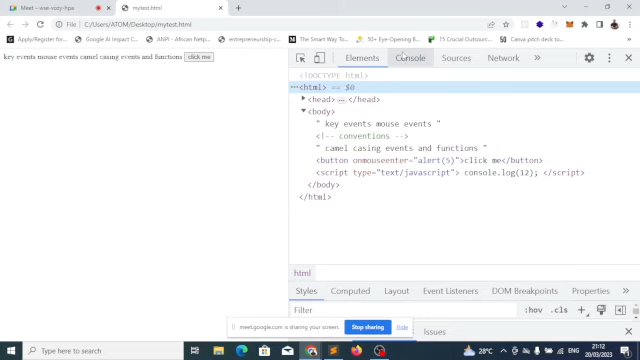 Meet – wse-vozy-hpa
mytest.html
C:/Users/ATOM/Desktop/mytest.html
Apply/Register for
Google AI Impact C
ANPI - African Net
entrepreneurship-c
The Smart Way To
50+ Eye-Opening B
15 Crucial Outsourc
Canva pitch deck fo
key events mouse events camel casing events and functions click me
Elements Console Sources Network »
<!DOCTYPE html>
<html> == $0
<head> … </head>
<body>
" key events mouse events "
<!-- conventions -->
" camel casing events and functions "
<button onmouseenter="alert(5)">click me</button>
<script type="text/javascript"> console.log(12); </script>
</body>
</html>
html
Styles Computed Layout Event Listeners DOM Breakpoints Properties »
Filter :hov .cls
meet.google.com is sharing your screen. Stop sharing Hide
Issues
Type here to search
28°C ENG 21:12 20/03/2023